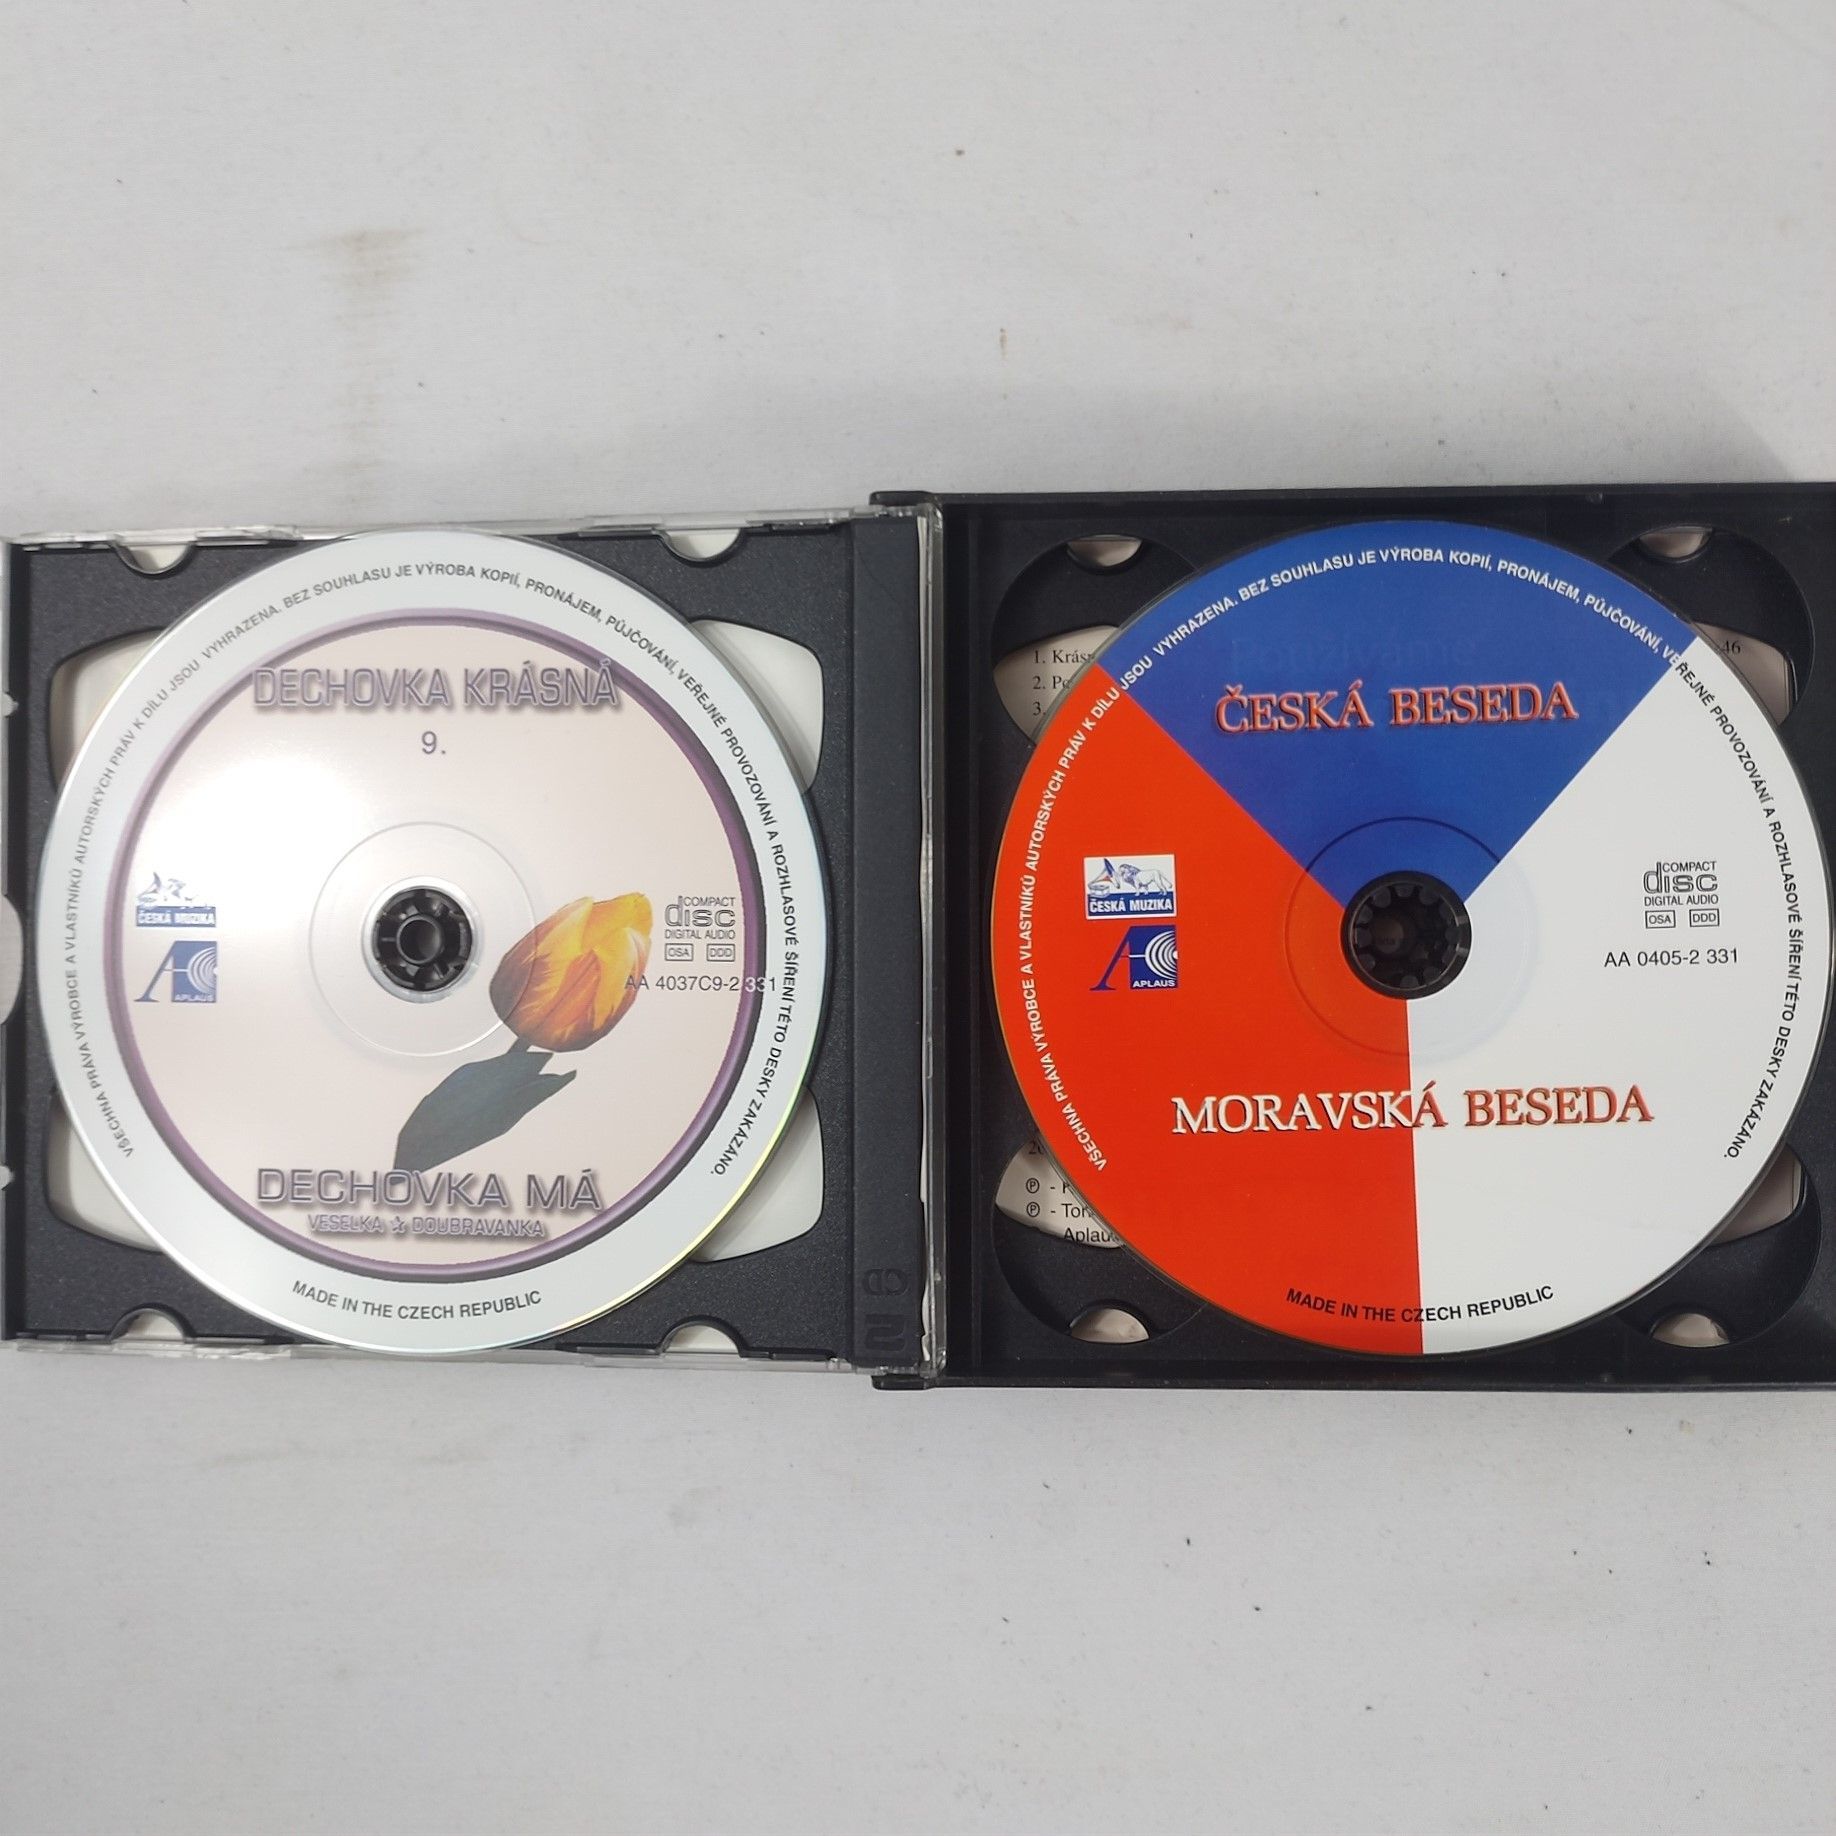 VŠECHNA PRÁVA VÝROBCE A VLASTNÍKŮ AUTORSKÝCH PRÁV K DÍLU JSOU VYHRAZENA. BEZ SOUHLASU JE VÝROBA KOPIÍ, PRONÁJEM, PŮJČOVÁNÍ, VEŘEJNÉ PROVOZOVÁNÍ A ROZHLASOVÉ ŠÍŘENÍ TÉTO DESKY ZAKÁZÁNO.
DECHOVKA KRÁSNÁ
9.
ČESKÁ MUZIKA
APLAUS
COMPACT
disc
DIGITAL AUDIO
OSA DDD
AA 4037C9-2 331
DECHOVKA MÁ
VESELKA ☆ DOUBRAVANKA
MADE IN THE CZECH REPUBLIC
VŠECHNA PRÁVA VÝROBCE A VLASTNÍKŮ AUTORSKÝCH PRÁV K DÍLU JSOU VYHRAZENA. BEZ SOUHLASU JE VÝROBA KOPIÍ, PRONÁJEM, PŮJČOVÁNÍ, VEŘEJNÉ PROVOZOVÁNÍ A ROZHLASOVÉ ŠÍŘENÍ TÉTO DESKY ZAKÁZÁNO.
ČESKÁ BESEDA
ČESKÁ MUZIKA
APLAUS
COMPACT
disc
DIGITAL AUDIO
OSA DDD
AA 0405-2 331
MORAVSKÁ BESEDA
MADE IN THE CZECH REPUBLIC
1.
2.
3.
46